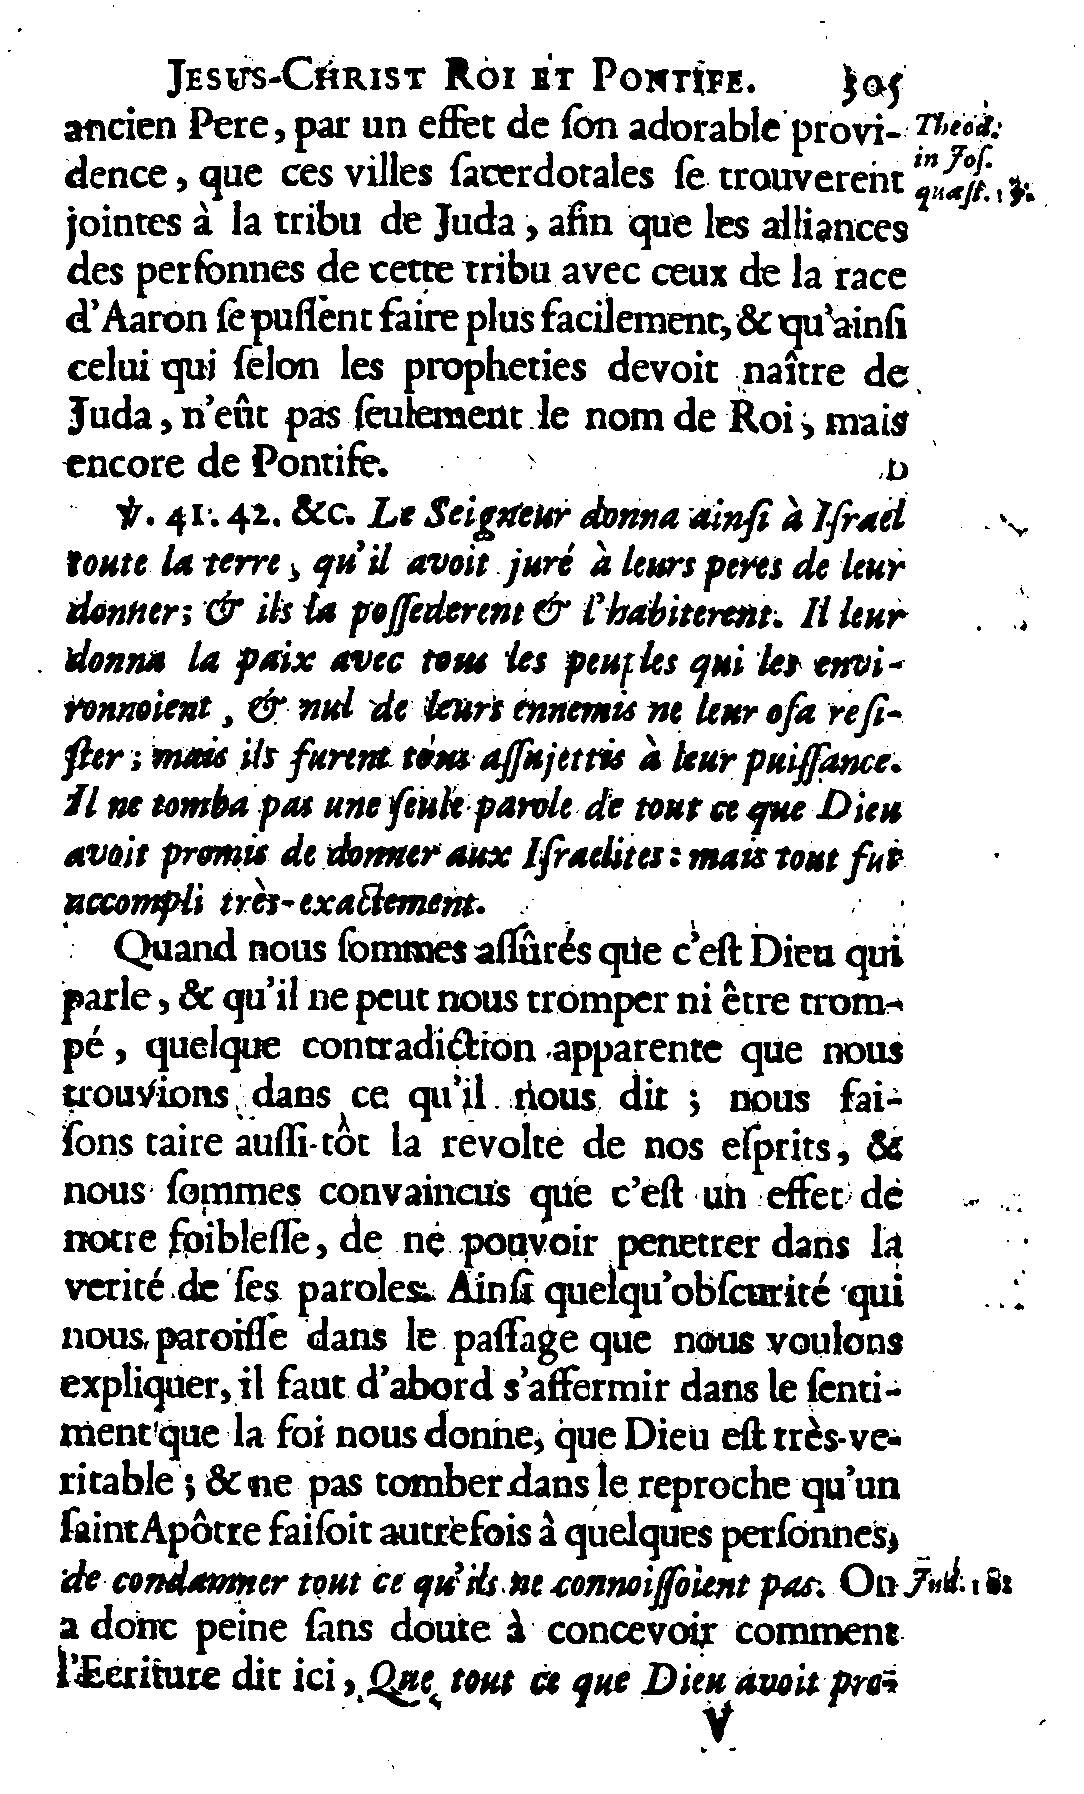 JESUS-CHRIST ROI ET PONTIFE. 305
ancien Pere, par un effet de ſon adorable provi-
dence, que ces villes ſacerdotales ſe trouverent
jointes à la tribu de Juda, afin que les alliances
des perſonnes de cette tribu avec ceux de la race
d'Aaron ſe puſſent faire plus facilement, & qu'ainſi
celui qui ſelon les propheties devoit naître de
Juda, n'eût pas ſeulement le nom de Roi, mais
encore de Pontife.
Theod.
in Joſ.
quæſt.
℣. 41. 42. &c. Le Seigneur donna ainſi à Iſrael
toute la terre, qu'il avoit juré à leurs peres de leur
donner; & ils la poſſederent & l'habiterent. Il leur
donna la paix avec tous les peuples qui les envi-
ronnoient, & nul de leurs ennemis ne leur oſa reſi-
ſter; mais ils furent tous aſſujettis à leur puiſſance.
Il ne tomba pas une ſeule parole de tout ce que Dieu
avoit promis de donner aux Iſraelites: mais tout fut
accompli très-exactement.
Quand nous ſommes aſſûrés que c'eſt Dieu qui
parle, & qu'il ne peut nous tromper ni être trom-
pé, quelque contradiction apparente que nous
trouvions dans ce qu'il nous dit; nous fai-
ſons taire auſſi-tôt la revolte de nos eſprits, &
nous ſommes convaincus que c'eſt un effet de
notre foibleſſe, de ne pouvoir penetrer dans la
verité de ſes paroles. Ainſi quelqu'obſcurité qui
nous paroiſſe dans le paſſage que nous voulons
expliquer, il faut d'abord s'affermir dans le ſenti-
ment que la foi nous donne, que Dieu eſt très-ve-
ritable; & ne pas tomber dans le reproche qu'un
ſaint Apôtre faiſoit autrefois à quelques perſonnes,
de condamner tout ce qu'ils ne connoiſſoient pas. On
a donc peine ſans doute à concevoir comment
l'Ecriture dit ici, Que tout ce que Dieu avoit pro-
Jud.
V